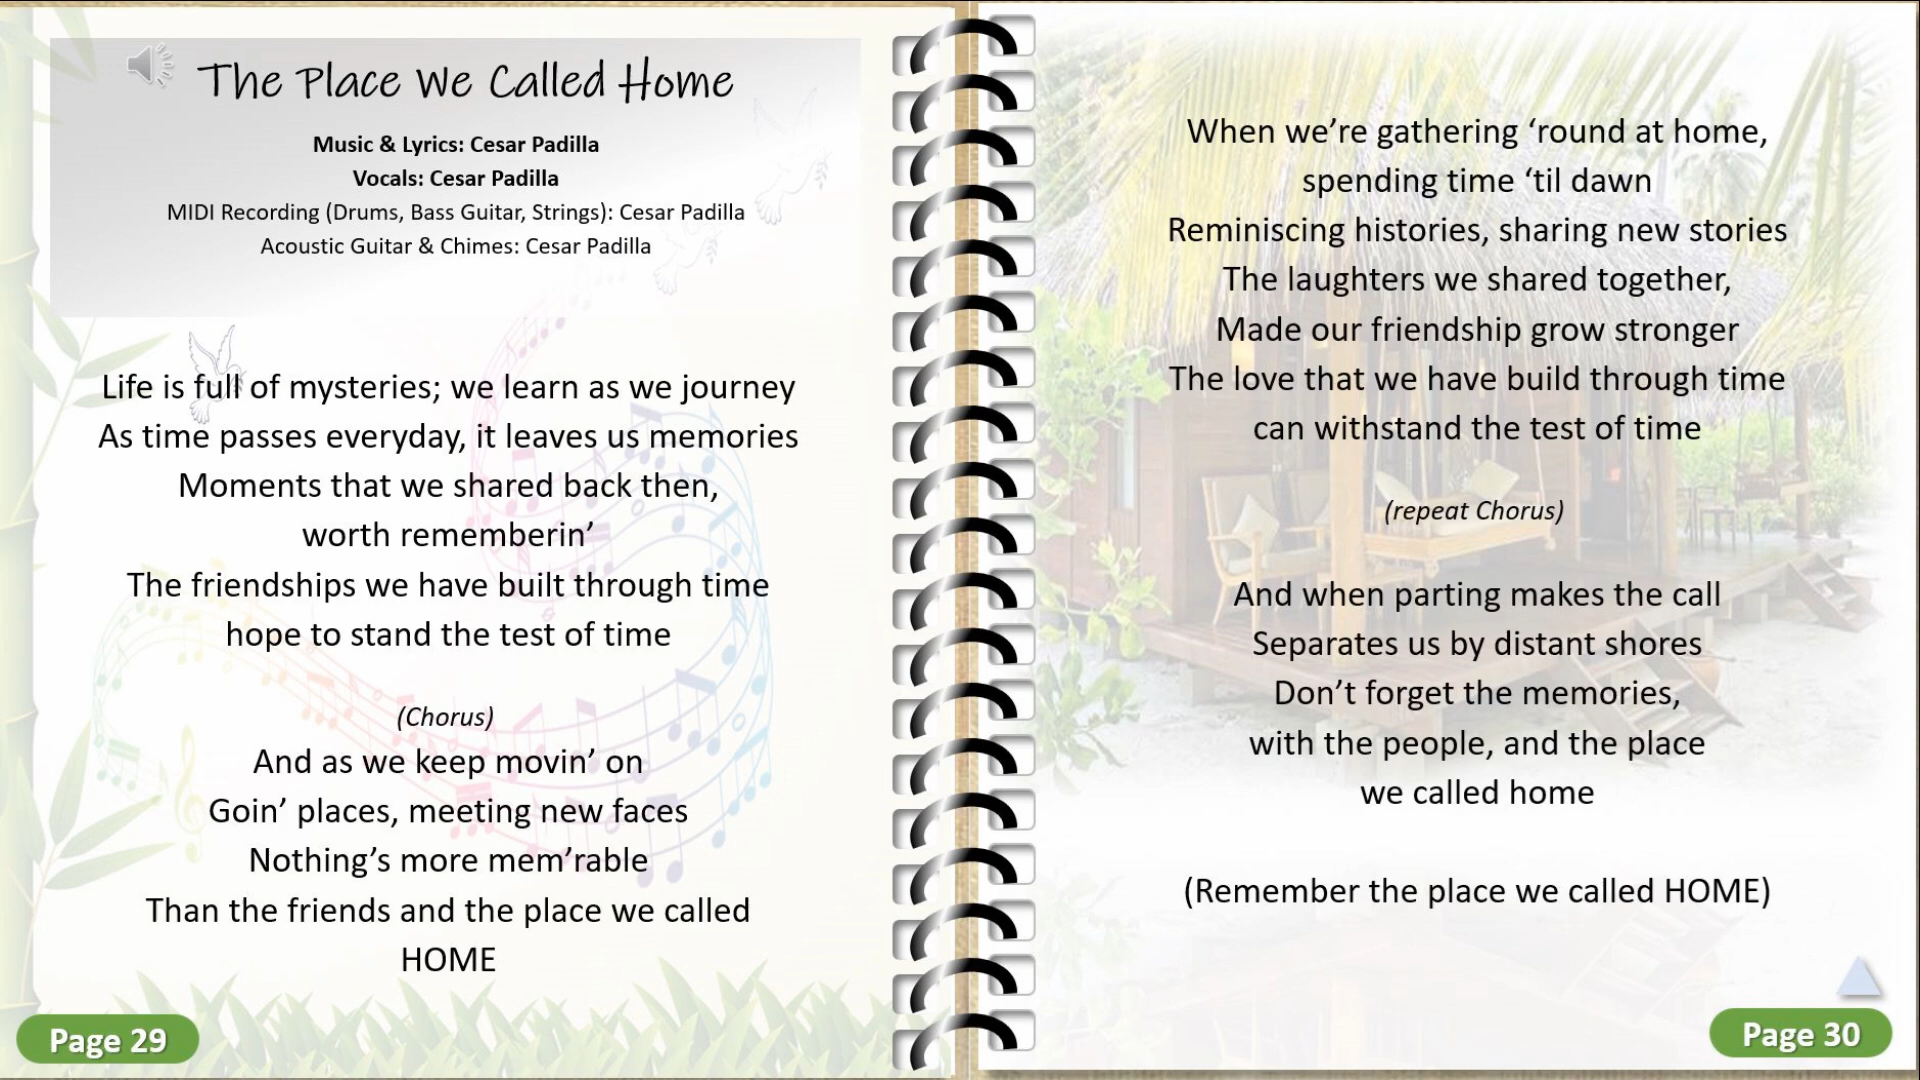 The Place We Called Home
Music & Lyrics: Cesar Padilla
Vocals: Cesar Padilla
MIDI Recording (Drums, Bass Guitar, Strings): Cesar Padilla
Acoustic Guitar & Chimes: Cesar Padilla
Life is full of mysteries; we learn as we journey
As time passes everyday, it leaves us memories
Moments that we shared back then,
worth rememberin’
The friendships we have built through time
hope to stand the test of time
(Chorus)
And as we keep movin’ on
Goin’ places, meeting new faces
Nothing’s more mem’rable
Than the friends and the place we called
HOME
Page 29
When we’re gathering ‘round at home,
spending time ‘til dawn
Reminiscing histories, sharing new stories
The laughters we shared together,
Made our friendship grow stronger
The love that we have build through time
can withstand the test of time
(repeat Chorus)
And when parting makes the call
Separates us by distant shores
Don’t forget the memories,
with the people, and the place
we called home
(Remember the place we called HOME)
Page 30